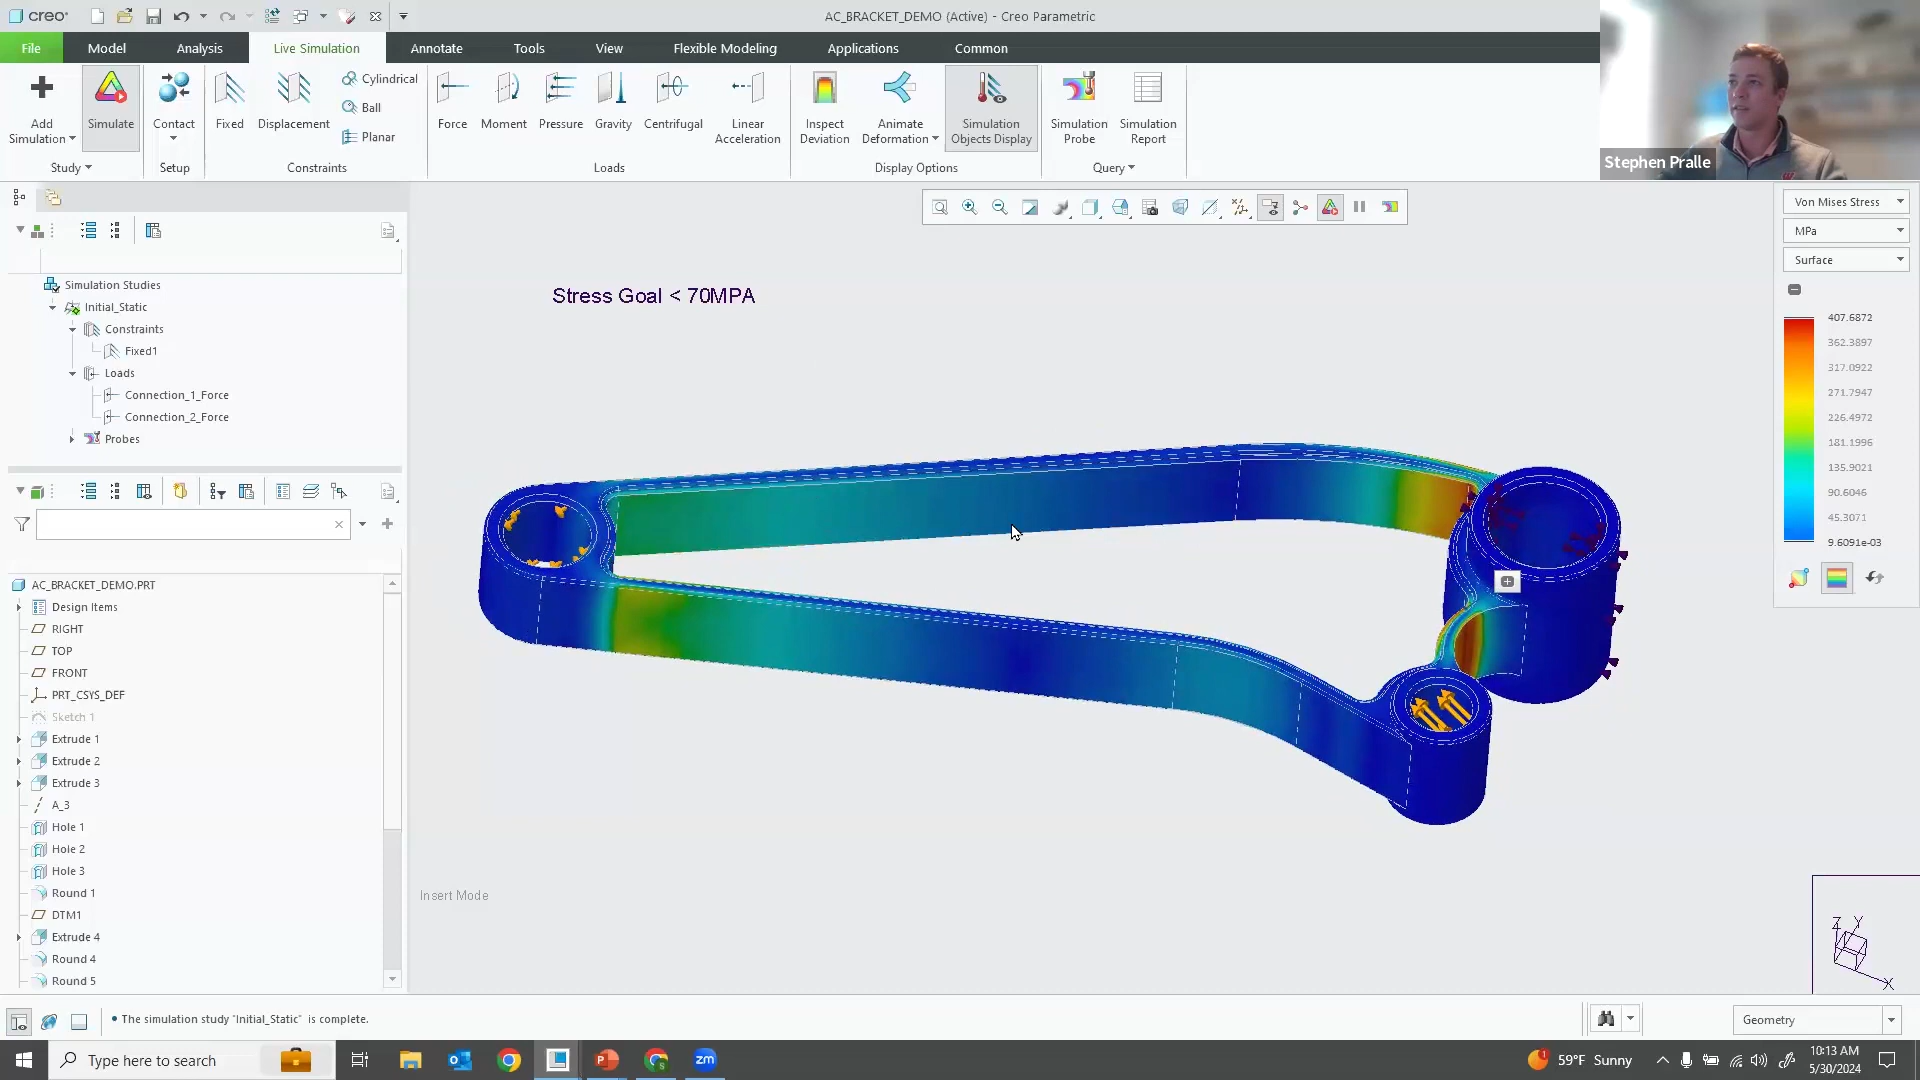 creo
AC_BRACKET_DEMO (Active) - Creo Parametric
File
Model
Analysis
Live Simulation
Annotate
Tools
View
Flexible Modeling
Applications
Common
Add
Simulation
Simulate
Contact
Fixed
Displacement
Cylindrical
Ball
Planar
Force
Moment
Pressure
Gravity
Centrifugal
Linear
Acceleration
Inspect
Deviation
Animate
Deformation
Simulation
Objects Display
Simulation
Probe
Simulation
Report
Study
Setup
Constraints
Loads
Display Options
Query
Stephen Pralle
Simulation Studies
Initial_Static
Constraints
Fixed1
Loads
Connection_1_Force
Connection_2_Force
Probes
AC_BRACKET_DEMO.PRT
Design Items
RIGHT
TOP
FRONT
PRT_CSYS_DEF
Sketch 1
Extrude 1
Extrude 2
Extrude 3
A_3
Hole 1
Hole 2
Hole 3
Round 1
DTM1
Extrude 4
Round 4
Round 5
Stress Goal < 70MPA
Insert Mode
Von Mises Stress
MPa
Surface
407.6872
362.3897
317.0922
271.7947
226.4972
181.1996
135.9021
90.6046
45.3071
9.6091e-03
Z
Y
X
• The simulation study "Initial_Static" is complete.
Geometry
Type here to search
zm
59°F Sunny
10:13 AM
5/30/2024